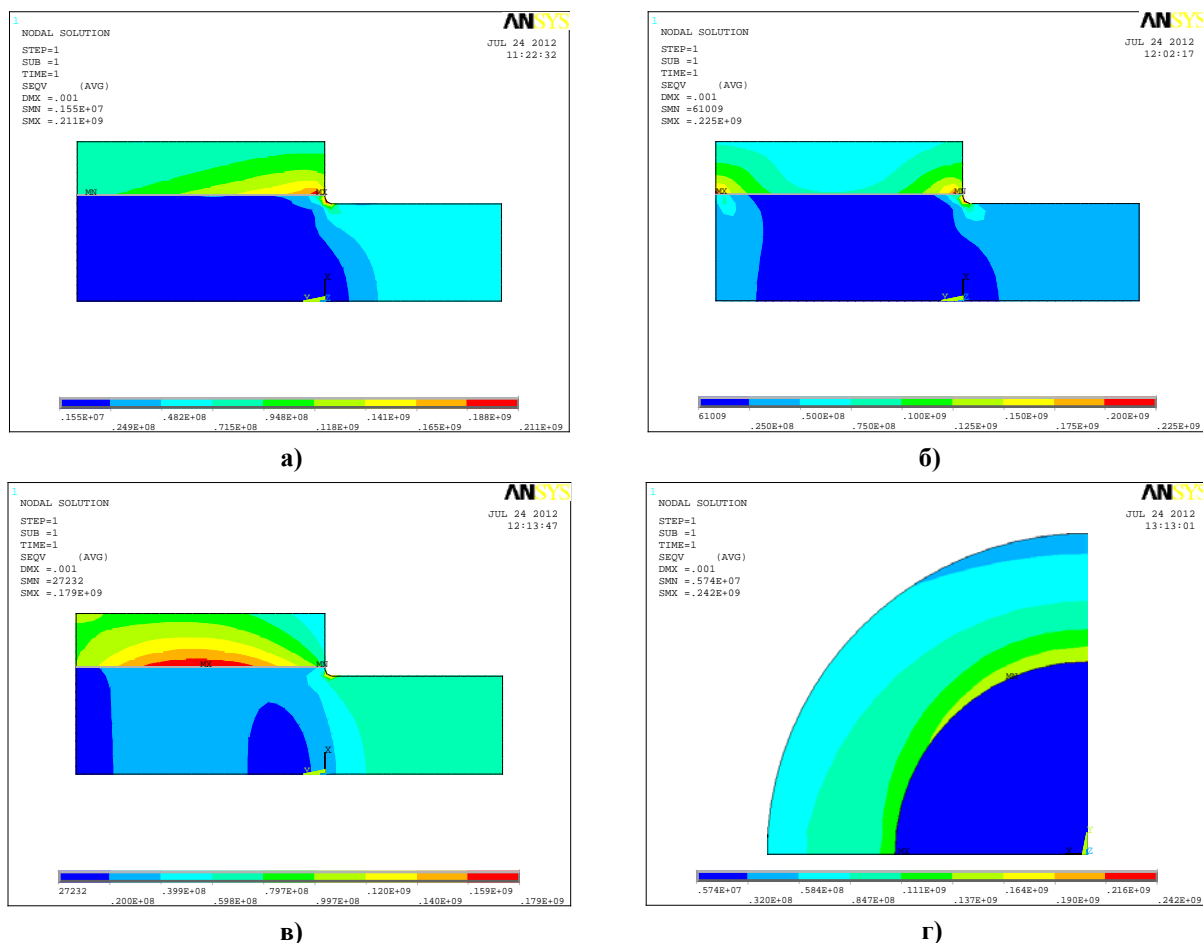 1
ANSYS
NODAL SOLUTION
JUL 24 2012
11:22:32
STEP=1
SUB =1
TIME=1
SEQV (AVG)
DMX =.001
SMN =.155E+07
SMX =.211E+09
MN
MX
X
Y
Z
.155E+07 .482E+08 .948E+08 .141E+09 .188E+09
.249E+08 .715E+08 .118E+09 .165E+09 .211E+09
а)
1
ANSYS
NODAL SOLUTION
JUL 24 2012
12:02:17
STEP=1
SUB =1
TIME=1
SEQV (AVG)
DMX =.001
SMN =61009
SMX =.225E+09
MX
MN
X
Y
Z
61009 .500E+08 .100E+09 .150E+09 .200E+09
.250E+08 .750E+08 .125E+09 .175E+09 .225E+09
б)
1
ANSYS
NODAL SOLUTION
JUL 24 2012
12:13:47
STEP=1
SUB =1
TIME=1
SEQV (AVG)
DMX =.001
SMN =27232
SMX =.179E+09
MX
MN
X
Y
Z
27232 .399E+08 .797E+08 .120E+09 .159E+09
.200E+08 .598E+08 .997E+08 .140E+09 .179E+09
в)
1
ANSYS
NODAL SOLUTION
JUL 24 2012
13:13:01
STEP=1
SUB =1
TIME=1
SEQV (AVG)
DMX =.001
SMN =.574E+07
SMX =.242E+09
Y
X
Z
.574E+07 .584E+08 .111E+09 .164E+09 .216E+09
.320E+08 .847E+08 .137E+09 .190E+09 .242E+09
г)